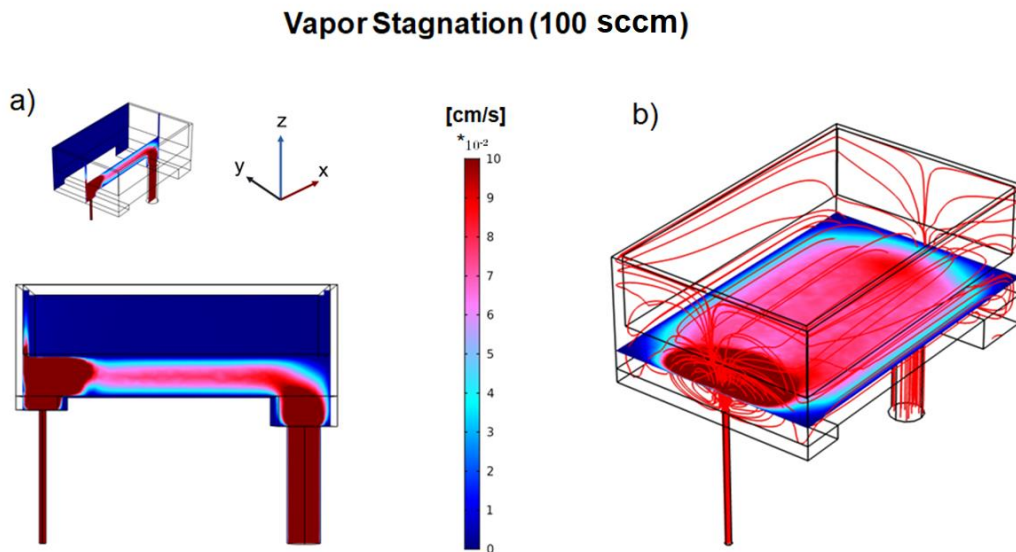 Vapor Stagnation (100 sccm)
a)
z
y
x
[cm/s]
*10⁻²
10
9
8
7
6
5
4
3
2
1
0
b)